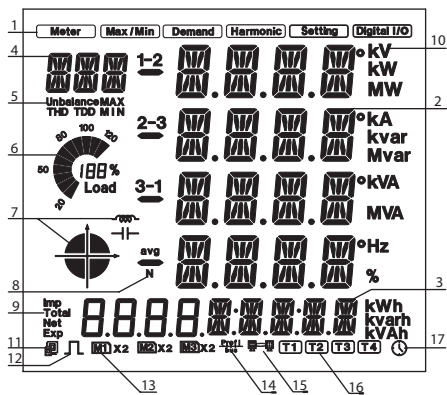 1 Meter Max/Min Demand Harmonic Setting Digital I/O
4 1-2 kV 10
kW
MW
5 Unbalance MAX
THD TDD MIN
2-3 kA 2
kvar
Mvar
6 20 50 80 100 120
188%
Load
3-1 kVA
MVA
7
avg Hz
8 N %
3
9 Imp kWh
Total kvarh
Net kVAh
Exp
11 12 M1 X2 M2 X2 M3 X2 T1 T2 T3 T4 17
13 14 15 16